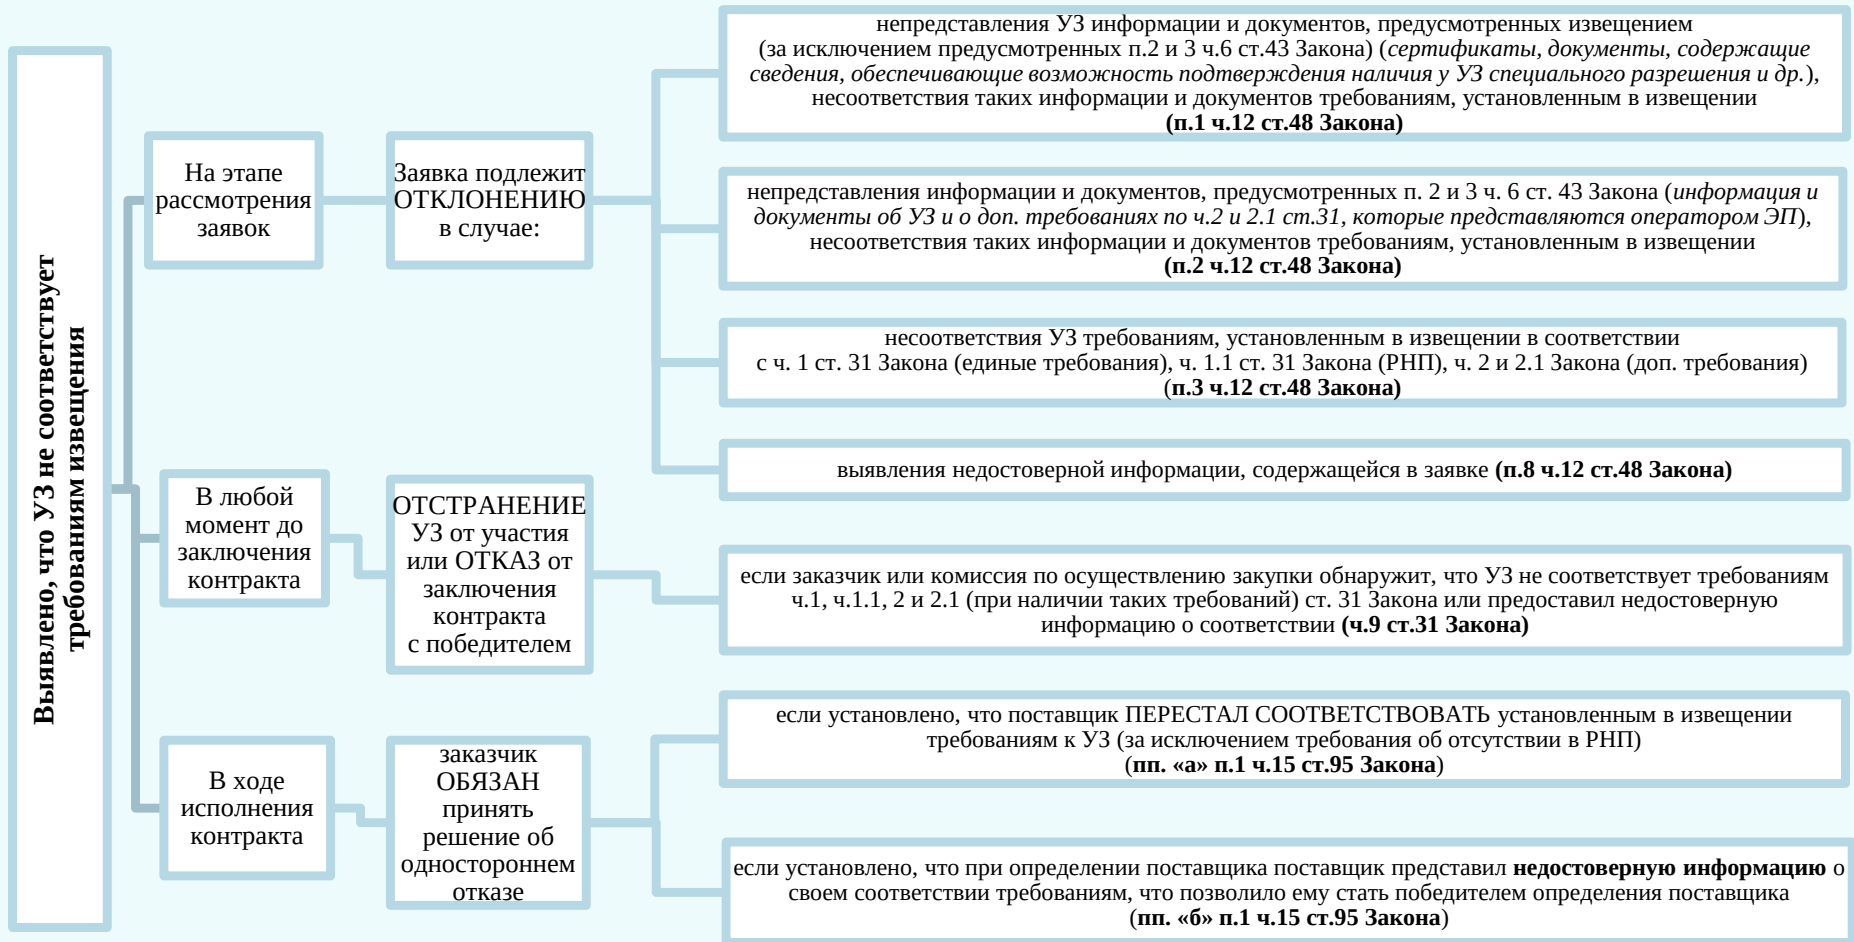 Выявлено, что УЗ не соответствует
требованиям извещения
На этапе
рассмотрения
заявок
Заявка подлежит
ОТКЛОНЕНИЮ
в случае:
непредставления УЗ информации и документов, предусмотренных извещением
(за исключением предусмотренных п.2 и 3 ч.6 ст.43 Закона) (сертификаты, документы, содержащие
сведения, обеспечивающие возможность подтверждения наличия у УЗ специального разрешения и др.),
несоответствия таких информации и документов требованиям, установленным в извещении
(п.1 ч.12 ст.48 Закона)
непредставления информации и документов, предусмотренных п. 2 и 3 ч. 6 ст. 43 Закона (информация и
документы об УЗ и о доп. требованиях по ч.2 и 2.1 ст.31, которые представляются оператором ЭП),
несоответствия таких информации и документов требованиям, установленным в извещении
(п.2 ч.12 ст.48 Закона)
несоответствия УЗ требованиям, установленным в извещении в соответствии
с ч. 1 ст. 31 Закона (единые требования), ч. 1.1 ст. 31 Закона (РНП), ч. 2 и 2.1 Закона (доп. требования)
(п.3 ч.12 ст.48 Закона)
выявления недостоверной информации, содержащейся в заявке (п.8 ч.12 ст.48 Закона)
В любой
момент до
заключения
контракта
ОТСТРАНЕНИЕ
УЗ от участия
или ОТКАЗ от
заключения
контракта
с победителем
если заказчик или комиссия по осуществлению закупки обнаружит, что УЗ не соответствует требованиям
ч.1, ч.1.1, 2 и 2.1 (при наличии таких требований) ст. 31 Закона или предоставил недостоверную
информацию о соответствии (ч.9 ст.31 Закона)
В ходе
исполнения
контракта
заказчик
ОБЯЗАН
принять
решение об
одностороннем
отказе
если установлено, что поставщик ПЕРЕСТАЛ СООТВЕТСТВОВАТЬ установленным в извещении
требованиям к УЗ (за исключением требования об отсутствии в РНП)
(пп. «а» п.1 ч.15 ст.95 Закона)
если установлено, что при определении поставщика поставщик представил недостоверную информацию о
своем соответствии требованиям, что позволило ему стать победителем определения поставщика
(пп. «б» п.1 ч.15 ст.95 Закона)